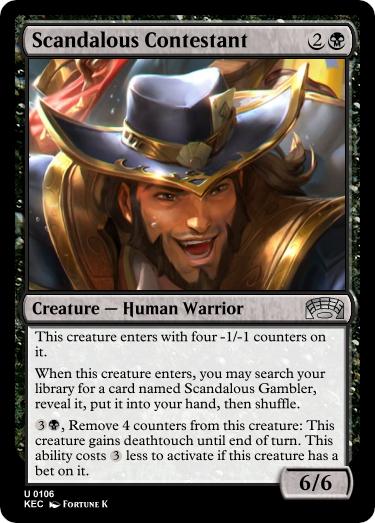 Scandalous Contestant 2
Creature — Human Warrior
This creature enters with four -1/-1 counters on
it.
When this creature enters, you may search your
library for a card named Scandalous Gambler,
reveal it, put it into your hand, then shuffle.
3, Remove 4 counters from this creature: This
creature gains deathtouch until end of turn. This
ability costs 3 less to activate if this creature has a
bet on it.
6/6
U 0106
KEC Fortune K